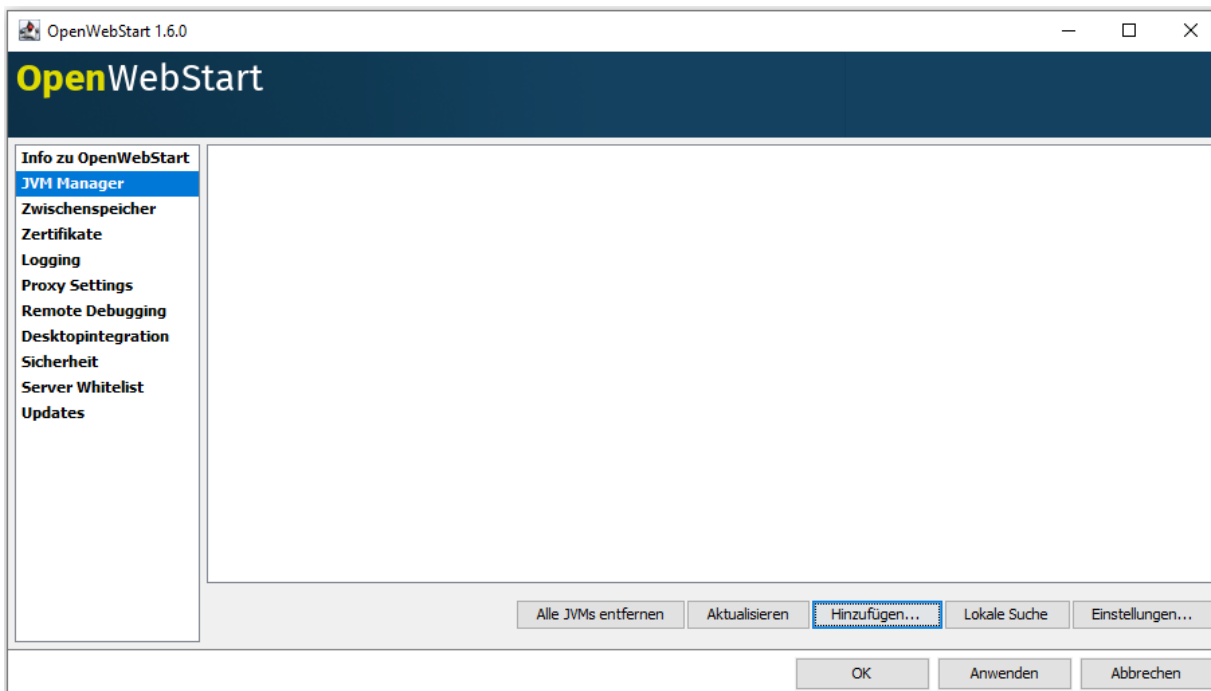 OpenWebStart 1.6.0
OpenWebStart
Info zu OpenWebStart
JVM Manager
Zwischenspeicher
Zertifikate
Logging
Proxy Settings
Remote Debugging
Desktopintegration
Sicherheit
Server Whitelist
Updates
Alle JVMs entfernen Aktualisieren Hinzufügen... Lokale Suche Einstellungen...
OK Anwenden Abbrechen